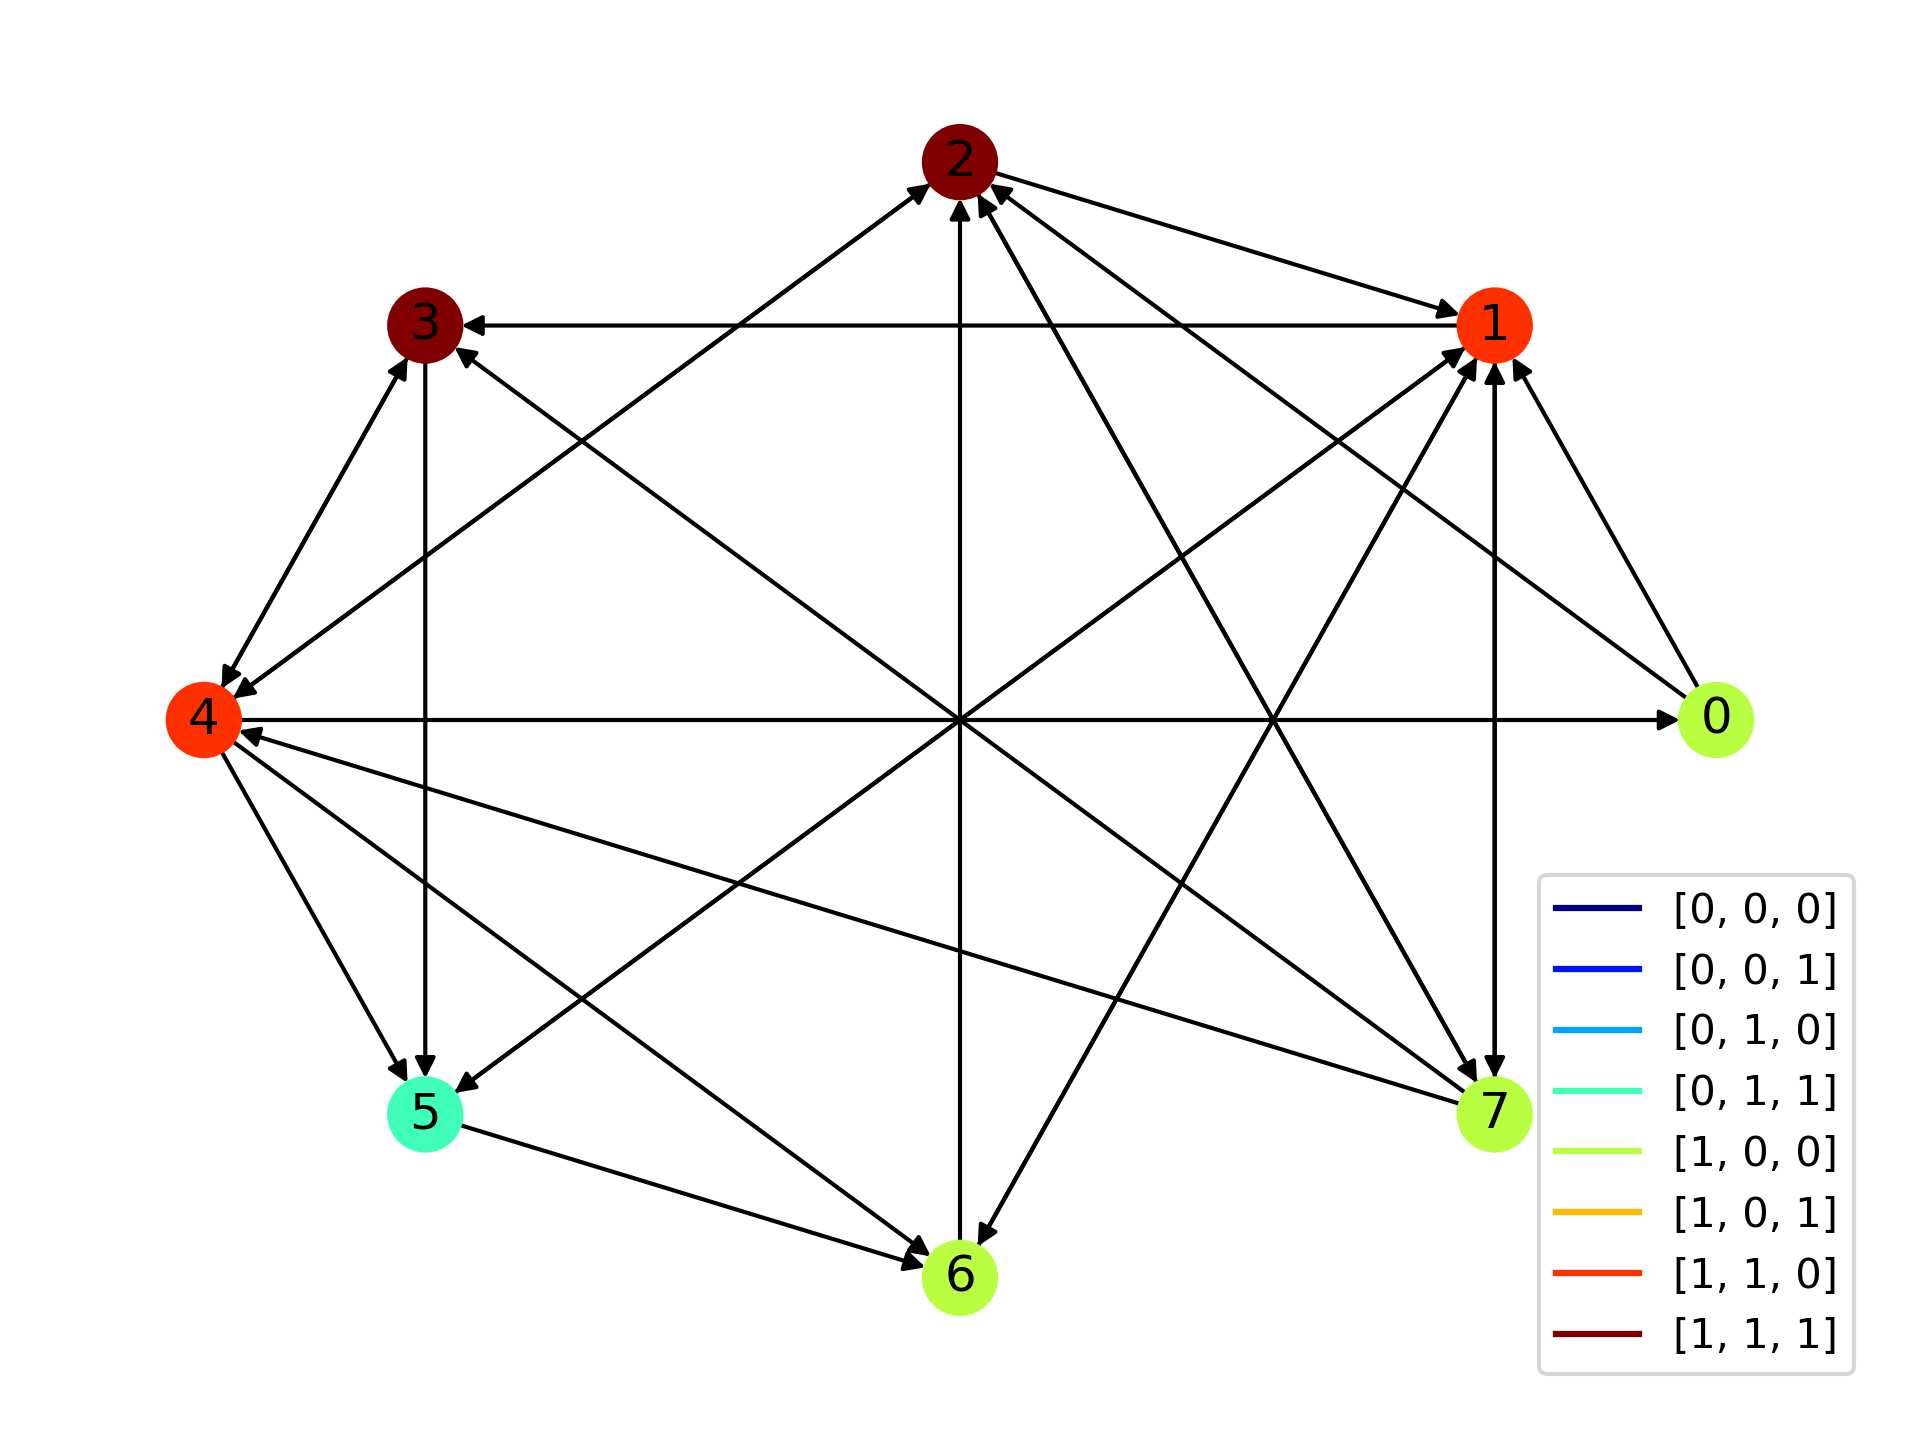 2
3
1
4
0
5
7
6
[0, 0, 0]
[0, 0, 1]
[0, 1, 0]
[0, 1, 1]
[1, 0, 0]
[1, 0, 1]
[1, 1, 0]
[1, 1, 1]